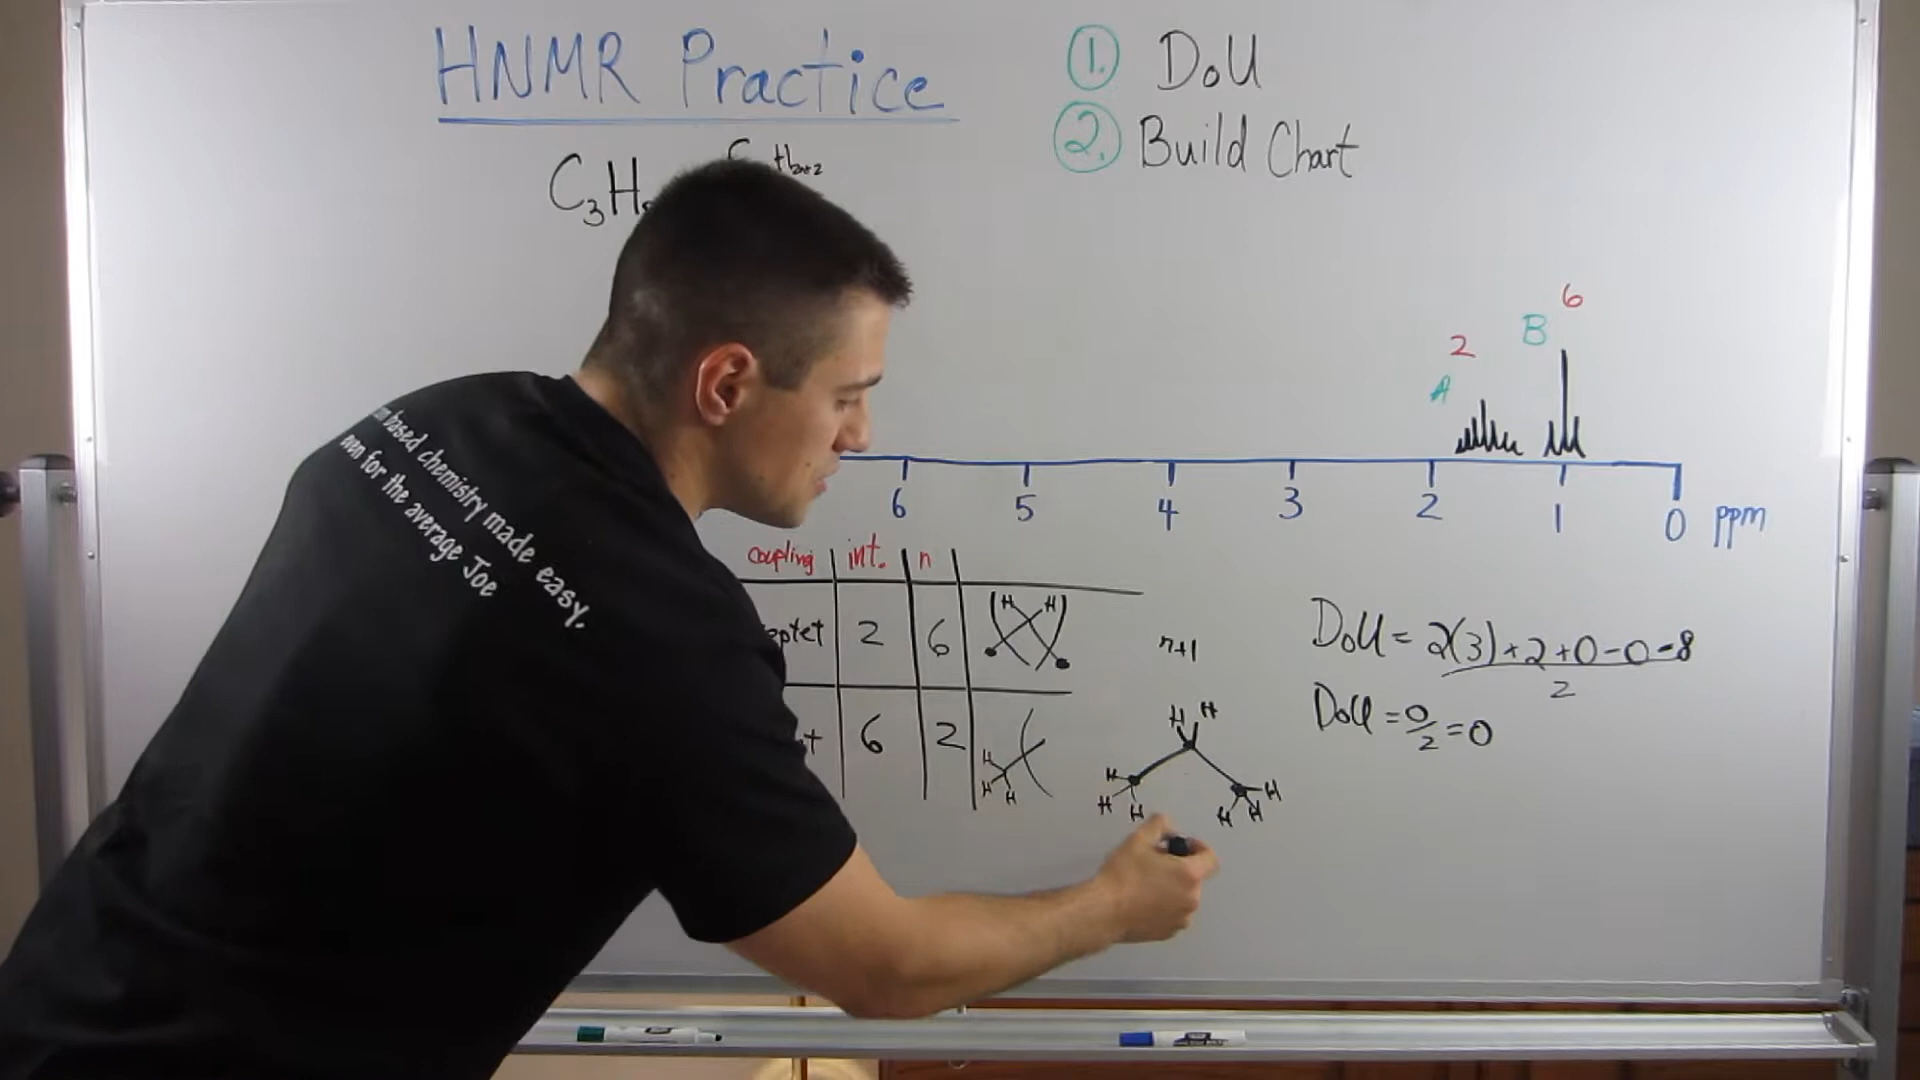 HNMR Practice
① DoU
② Build Chart
C3H
H2n+2
6
B
2
A
6 5 4 3 2 1 0 ppm
based chemistry made easy.
for the average Joe
coupling int. n
2 6 H H
n+1
6 2 H H H
H H
H H H H H H
DoU = 2(3)+2+0-0-8
2
DoU = 0/2 = 0